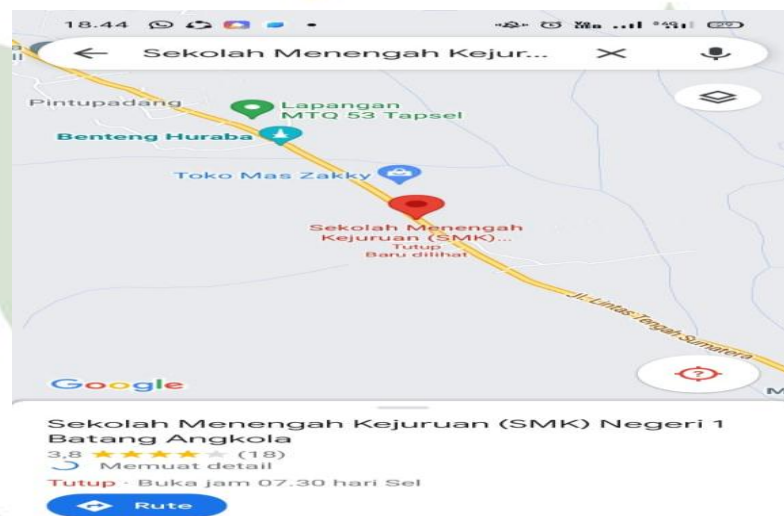 18.44
Sekolah Menengah Kejur...
Pintupadang
Lapangan
MTQ 53 Tapsel
Benteng Huraba
Toko Mas Zakky
Sekolah Menengah
Kejuruan (SMK)...
Tutup
Baru dilihat
Jl. Lintas Tengah Sumatera
Google
Sekolah Menengah Kejuruan (SMK) Negeri 1
Batang Angkola
3,8 (18)
Memuat detail
Tutup · Buka jam 07.30 hari Sel
Rute